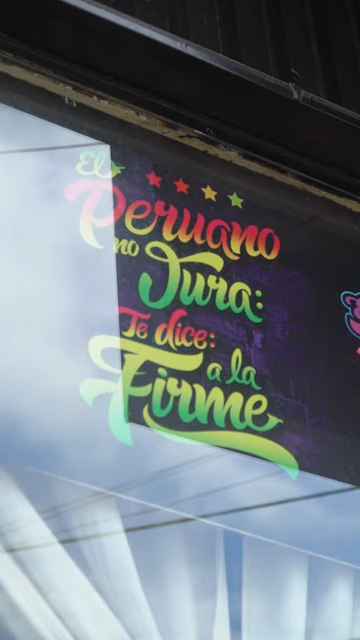 El
Peruano
no Jura:
Te dice:
a la
Firme